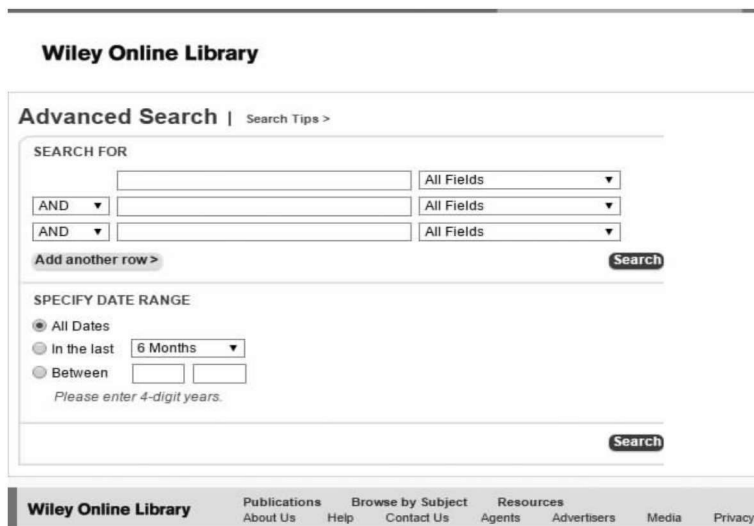 Wiley Online Library
Advanced Search | Search Tips >
SEARCH FOR
All Fields
AND All Fields
AND All Fields
Add another row > Search
SPECIFY DATE RANGE
All Dates
In the last 6 Months
Between
Please enter 4-digit years.
Search
Wiley Online Library
Publications Browse by Subject Resources
About Us Help Contact Us Agents Advertisers Media Privacy